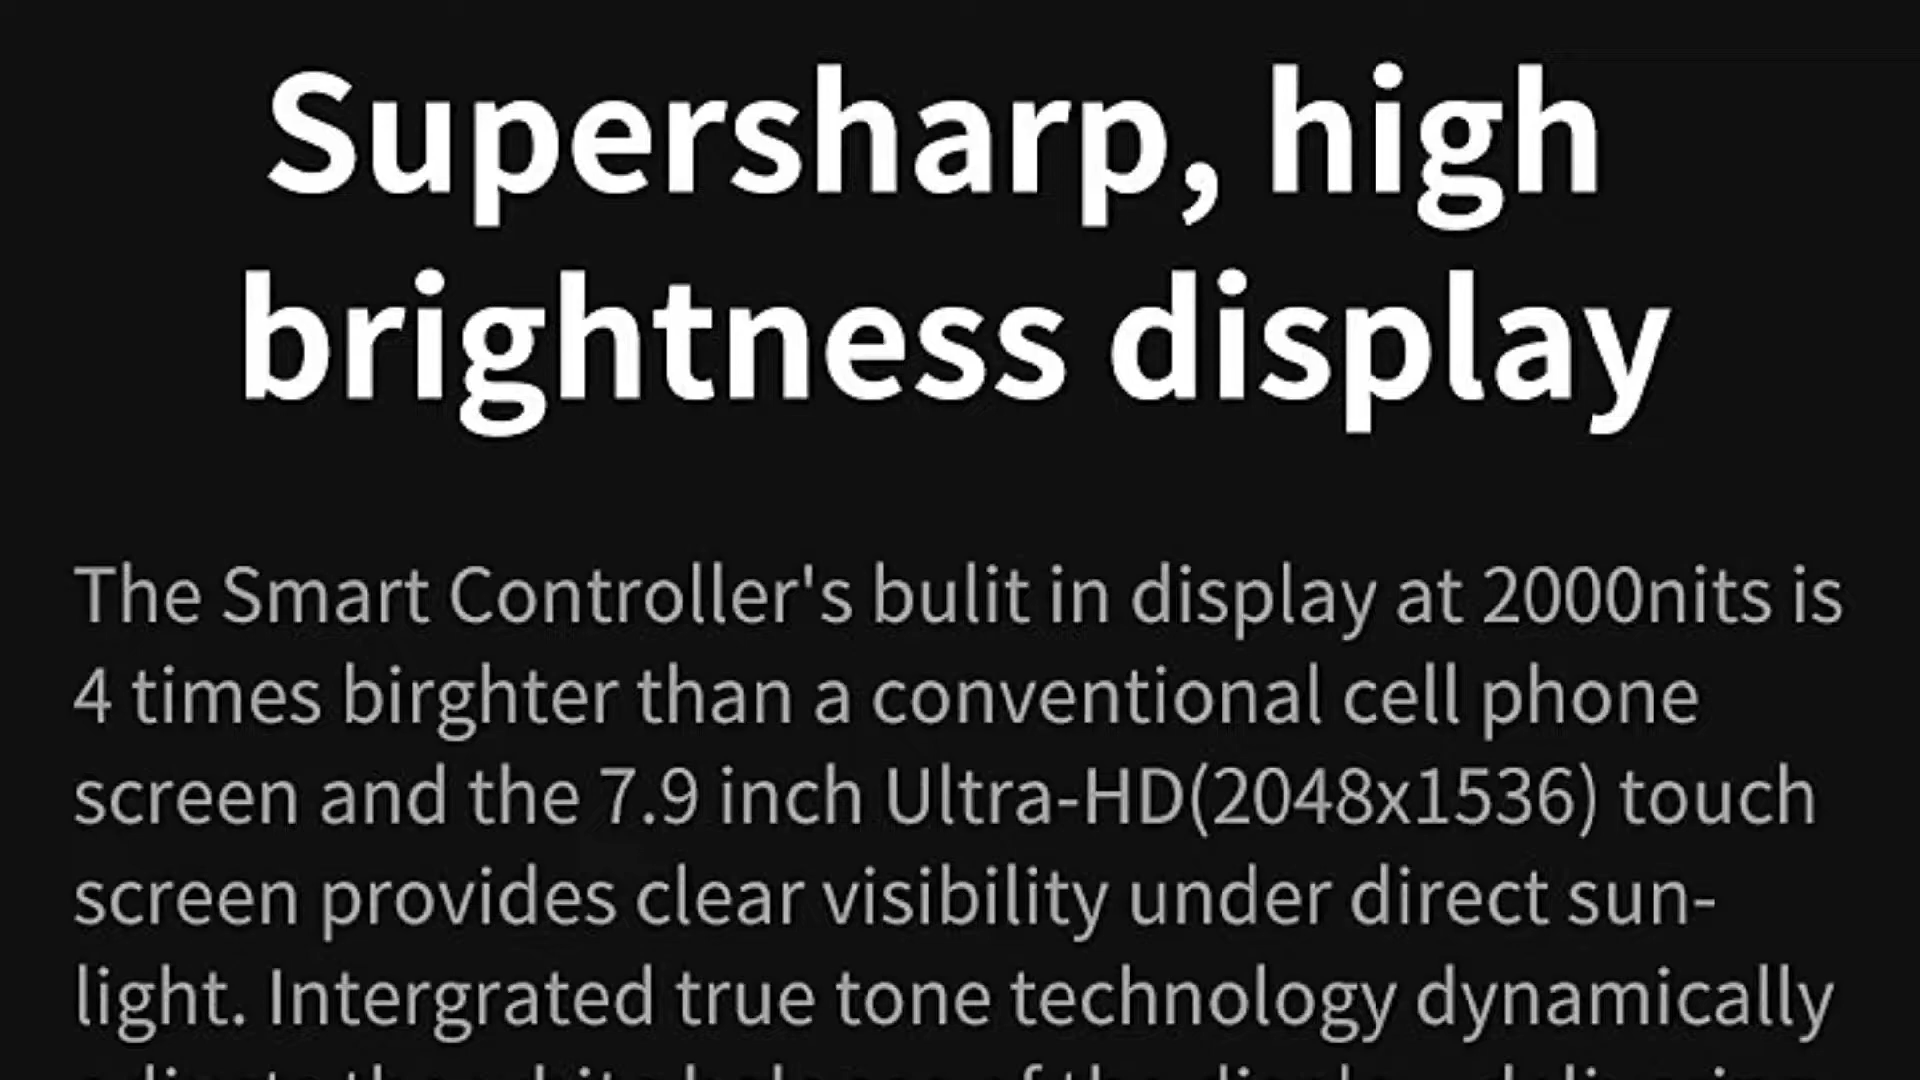 Supersharp, high
brightness display
The Smart Controller's bulit in display at 2000nits is
4 times birghter than a conventional cell phone
screen and the 7.9 inch Ultra-HD(2048x1536) touch
screen provides clear visibility under direct sun-
light. Intergrated true tone technology dynamically